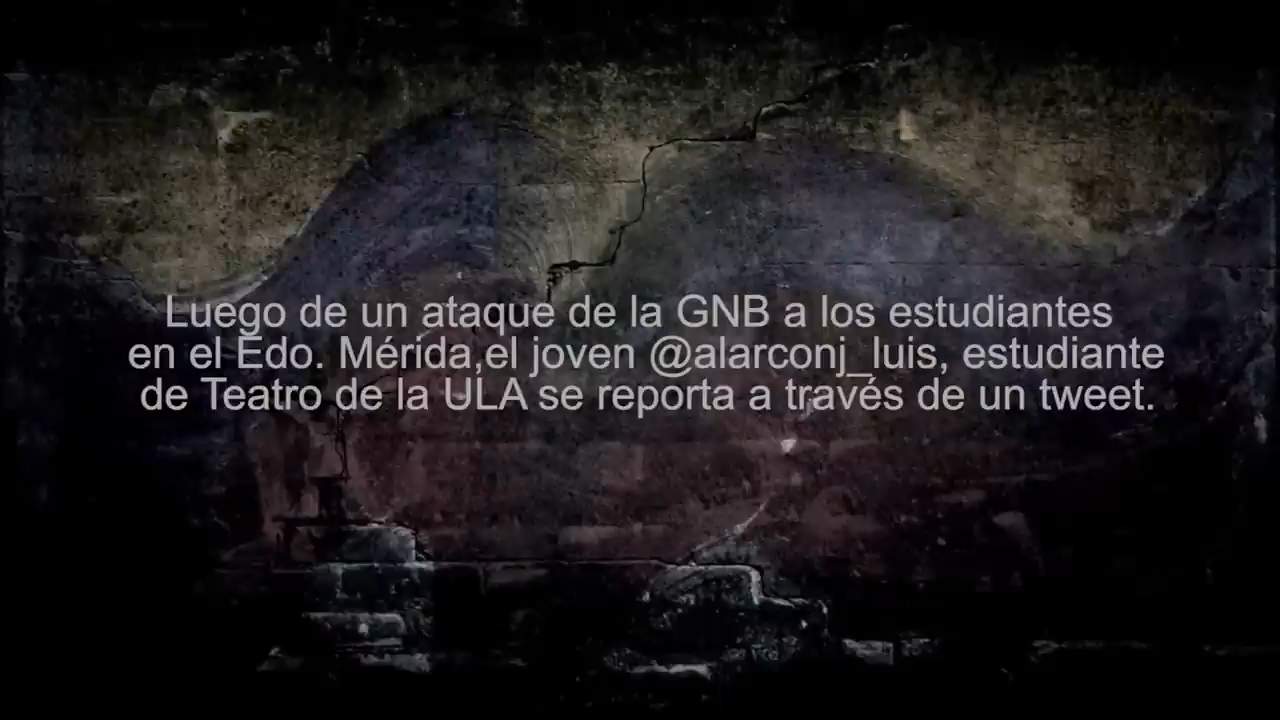 Luego de un ataque de la GNB a los estudiantes
en el Edo. Mérida,el joven @alarconj_luis, estudiante
de Teatro de la ULA se reporta a través de un tweet.